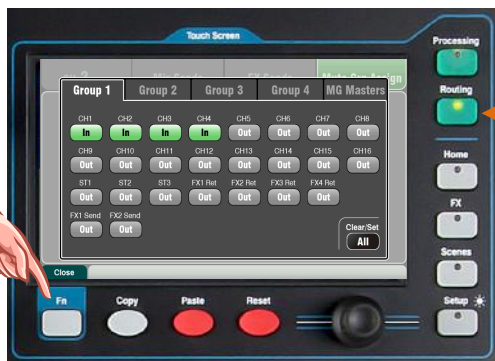 Touch Screen
Processing
Mix Sends FX Sends Mute Grp Assign
Group 1 Group 2 Group 3 Group 4 MG Masters
Routing
CH1 CH2 CH3 CH4 CH5 CH6 CH7 CH8
In In In In Out Out Out Out
CH9 CH10 CH11 CH12 CH13 CH14 CH15 CH16
Out Out Out Out Out Out Out Out
Home
ST1 ST2 ST3 FX1 Ret FX2 Ret FX3 Ret FX4 Ret
Out Out Out Out Out Out Out
FX
FX1 Send FX2 Send
Out Out
Clear/Set
All
Scenes
Close
Fn Copy Paste Reset Setup